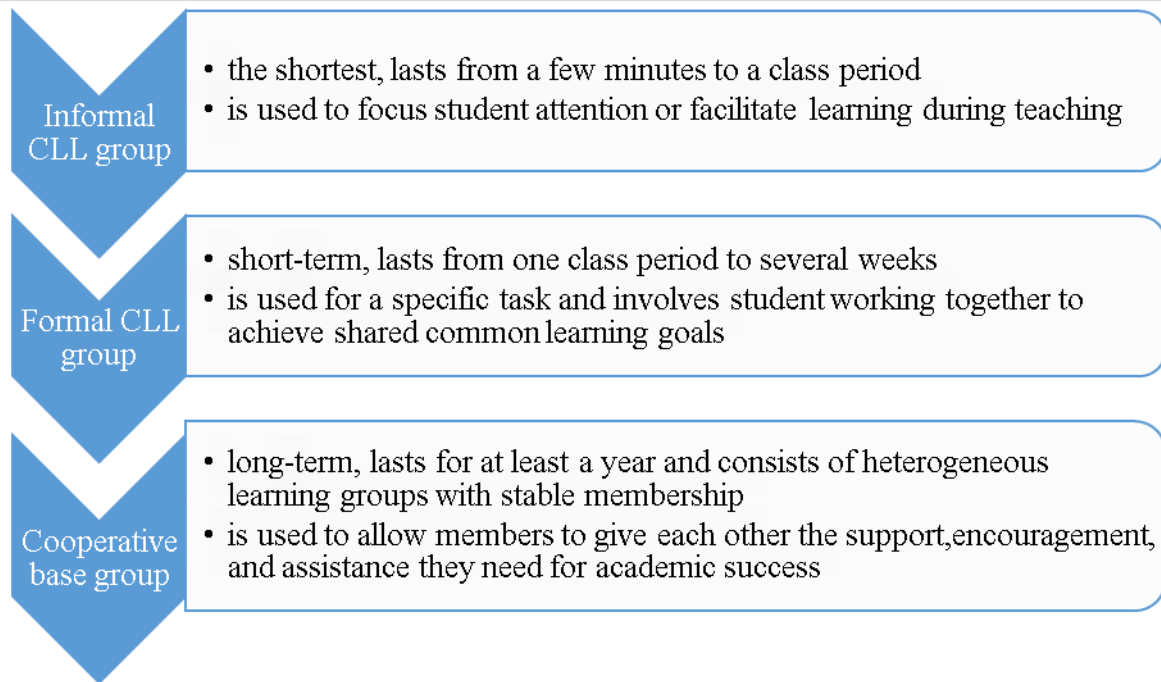 Informal
CLL group
• the shortest, lasts from a few minutes to a class period
• is used to focus student attention or facilitate learning during teaching
Formal CLL
group
• short-term, lasts from one class period to several weeks
• is used for a specific task and involves student working together to
achieve shared common learning goals
Cooperative
base group
• long-term, lasts for at least a year and consists of heterogeneous
learning groups with stable membership
• is used to allow members to give each other the support,encouragement,
and assistance they need for academic success